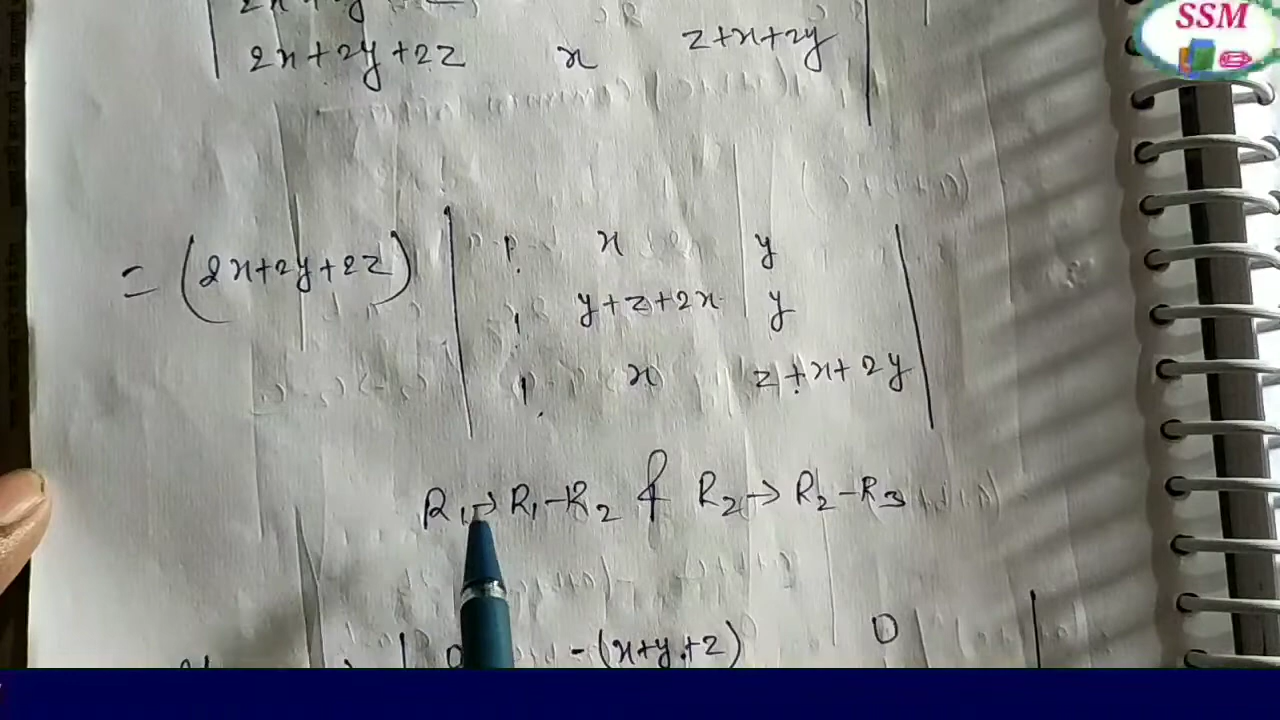 SSM
2x+2y+2z x z+x+2y
= (2x+2y+2z) | 1 x y |
1 y+z+2x y
1 x z+x+2y
R1→R1-R2 & R2→R2-R3
0 -(x+y+z) 0